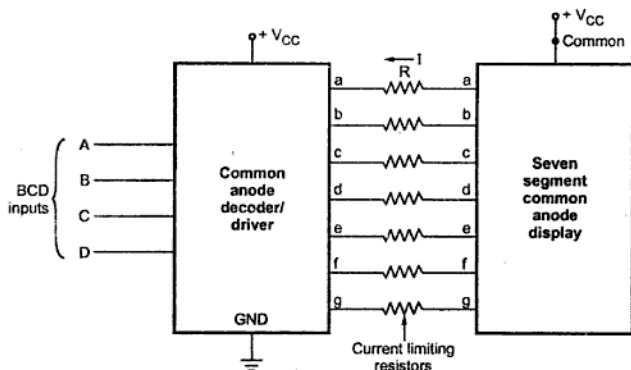 + VCC
+ VCC
Common
I
R
a a
b b
c c
d d
e e
f f
g g
BCD
inputs
A
B
C
D
Common
anode
decoder/
driver
GND
Seven
segment
common
anode
display
Current limiting
resistors